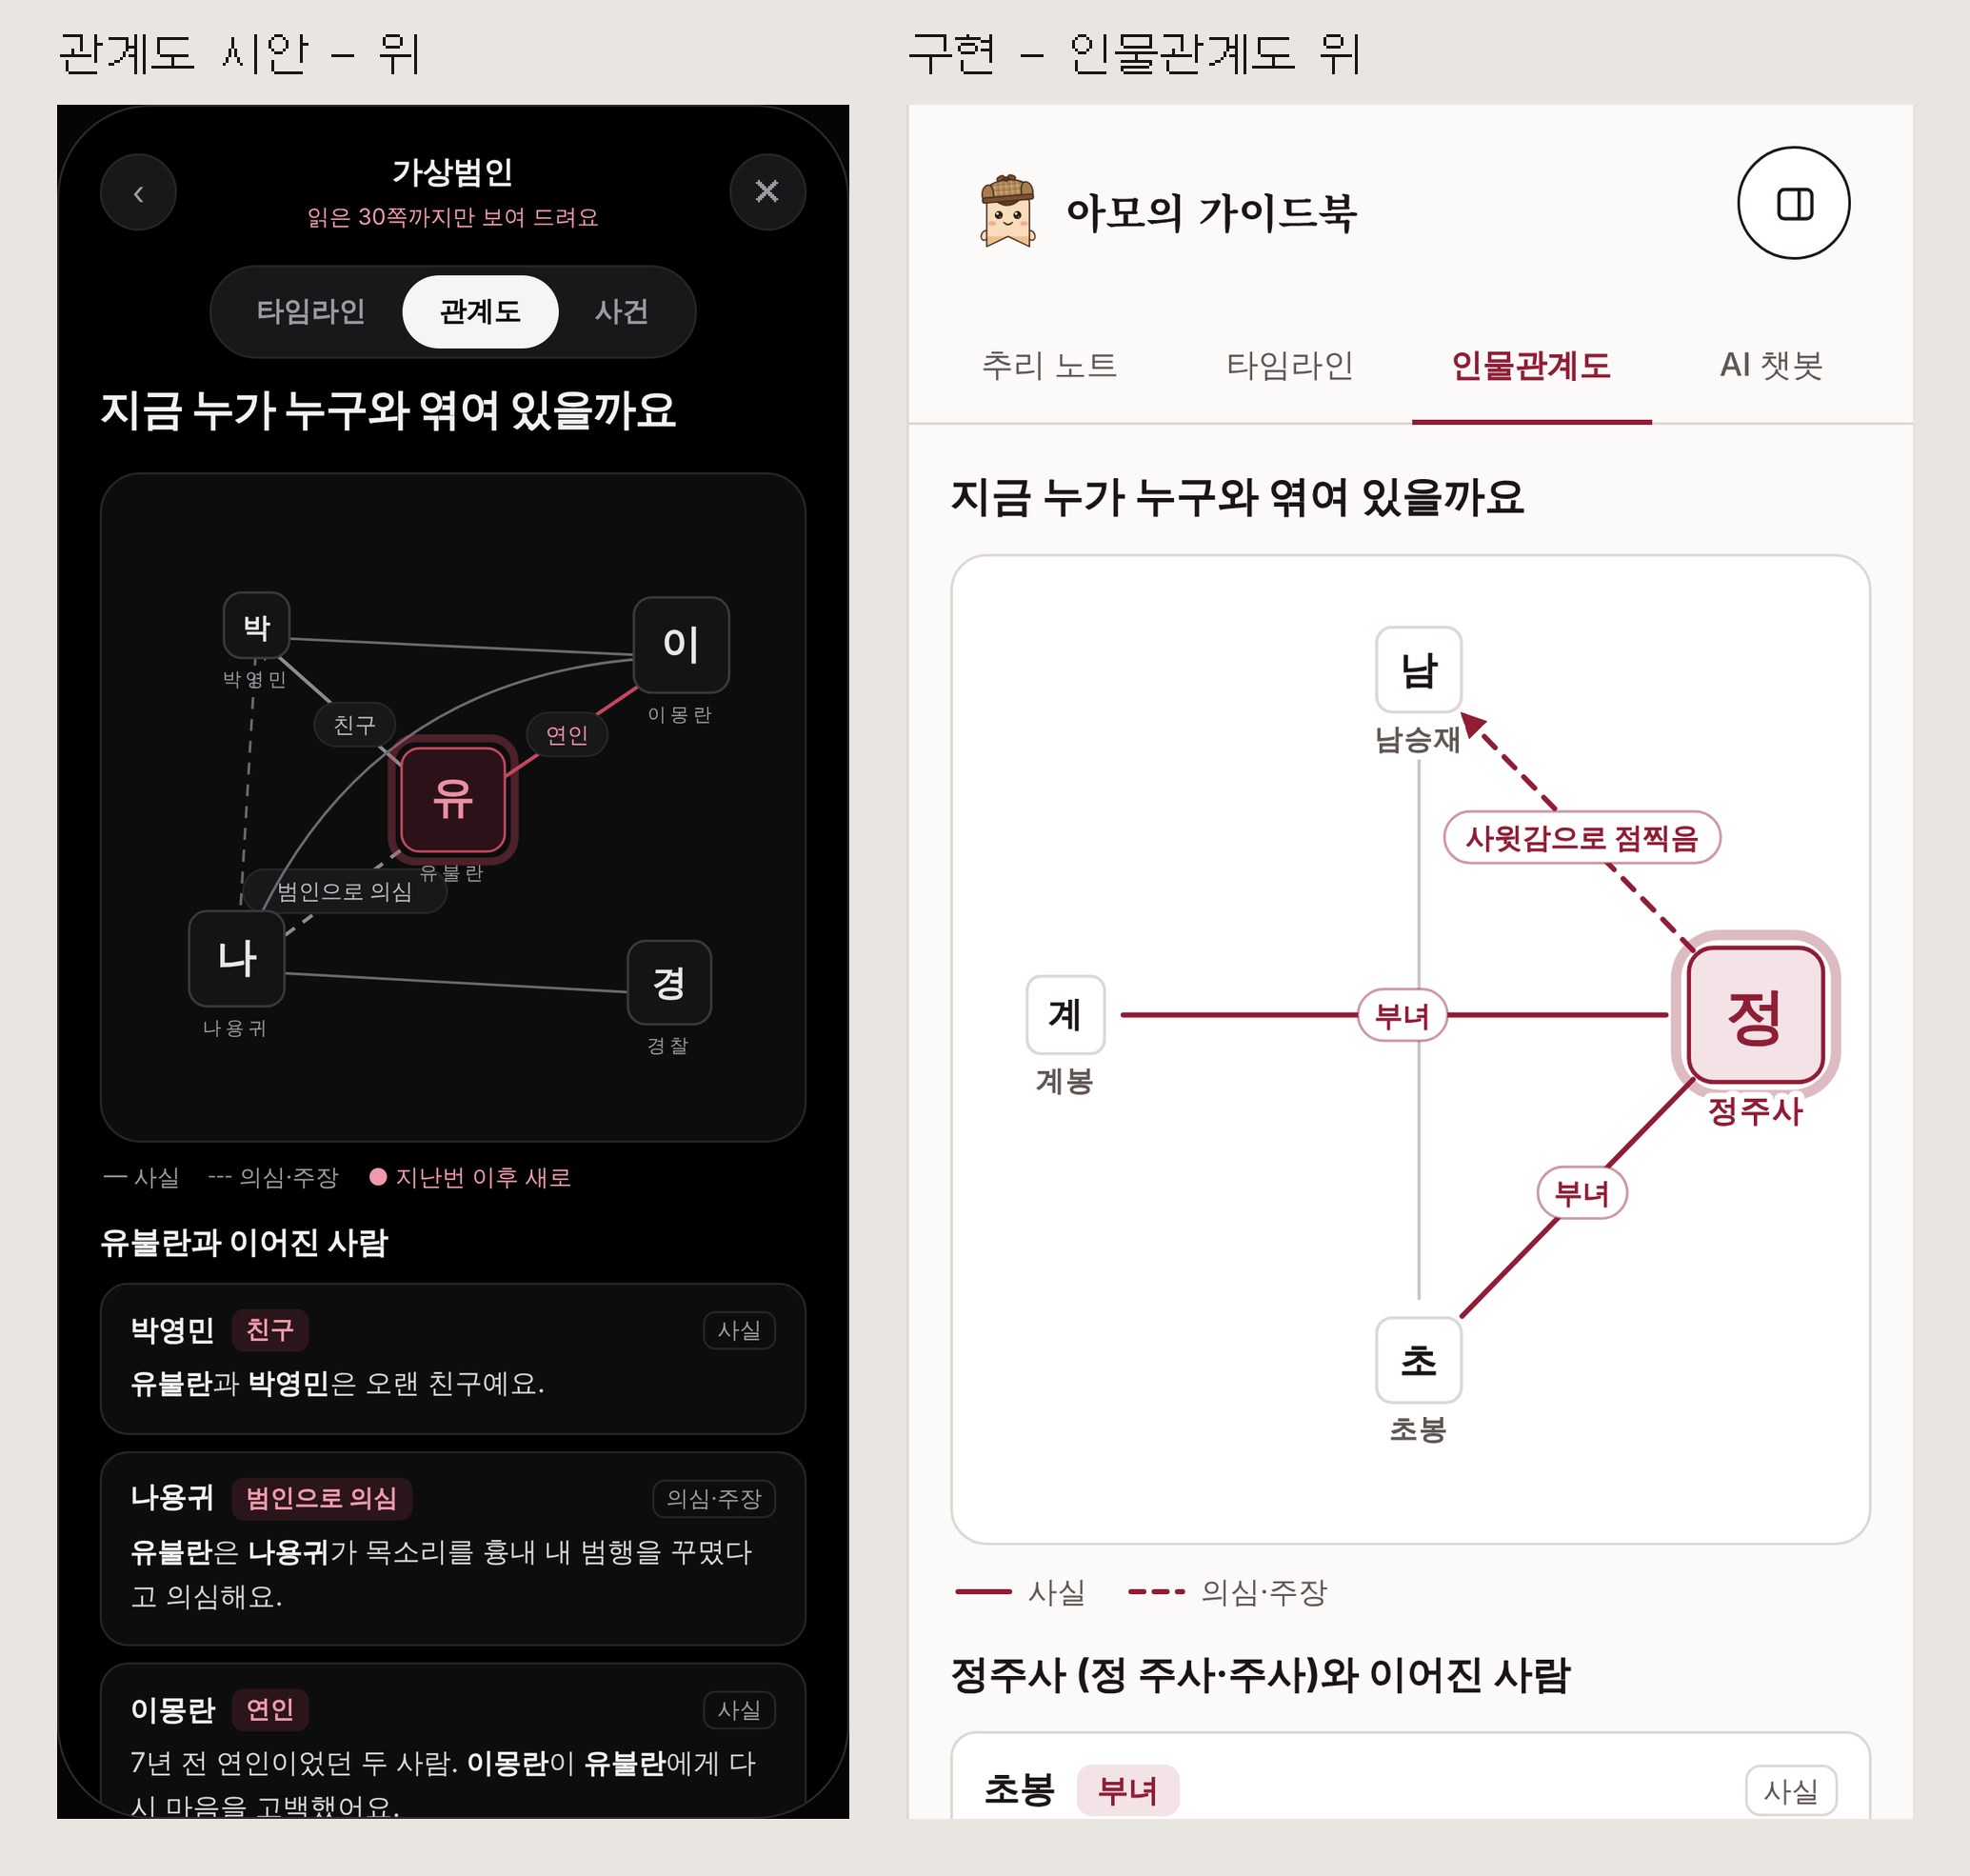 관계도 시안 – 위
가상범인
읽은 30쪽까지만 보여 드려요
타임라인 관계도 사건
지금 누가 누구와 엮여 있을까요
박
박영민
이
이몽란
친구
연인
유
유불란
범인으로 의심
나
나용귀
경
경찰
— 사실 --- 의심·주장 ● 지난번 이후 새로
유불란과 이어진 사람
박영민 친구 사실
유불란과 박영민은 오랜 친구예요.
나용귀 범인으로 의심 의심·주장
유불란은 나용귀가 목소리를 흉내 내 범행을 꾸몄다
고 의심해요.
이몽란 연인 사실
7년 전 연인이었던 두 사람. 이몽란이 유불란에게 다
시 마음을 고백했어요.
구현 – 인물관계도 위
아모의 가이드북
추리 노트 타임라인 인물관계도 AI 챗봇
지금 누가 누구와 엮여 있을까요
남
남승재
사윗감으로 점찍음
계
계봉
부녀
정
정주사
부녀
초
초봉
사실 의심·주장
정주사 (정 주사·주사)와 이어진 사람
초봉 부녀 사실